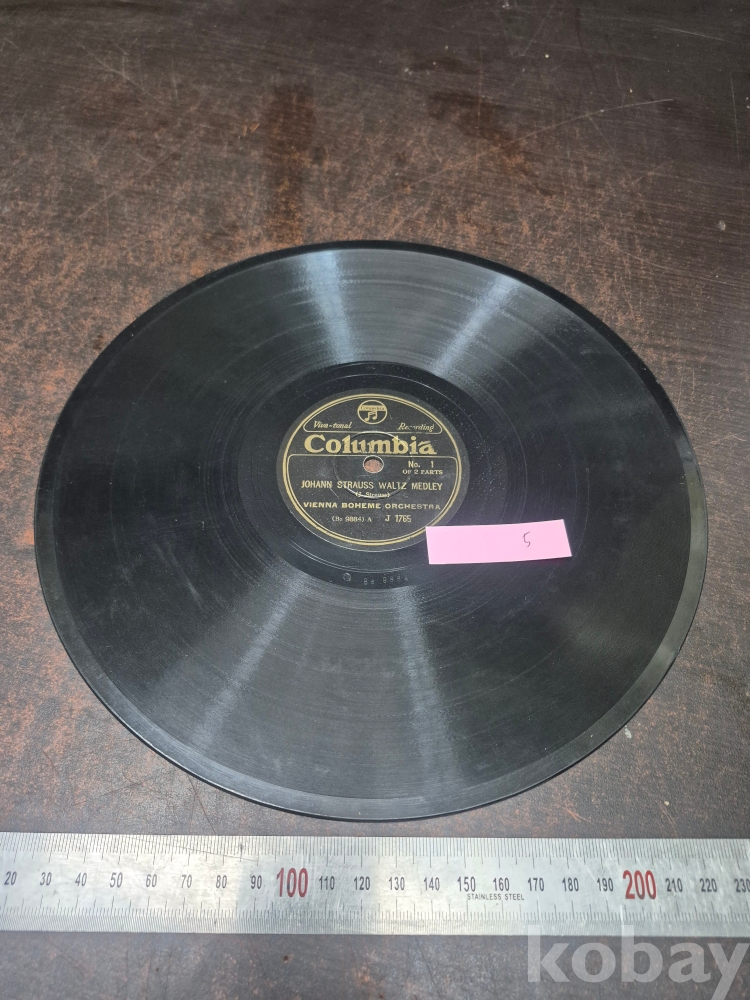 Viva-tonal Recording
Columbia
No. 1
OF 2 PARTS
JOHANN STRAUSS WALTZ MEDLEY
(J. Strauss)
VIENNA BOHEME ORCHESTRA
(Bz 9884) A J 1765
5
20 30 40 50 60 70 80 90 100 110 120 130 140 150 160 170 180 190 200 210 220
STAINLESS STEEL
kobay